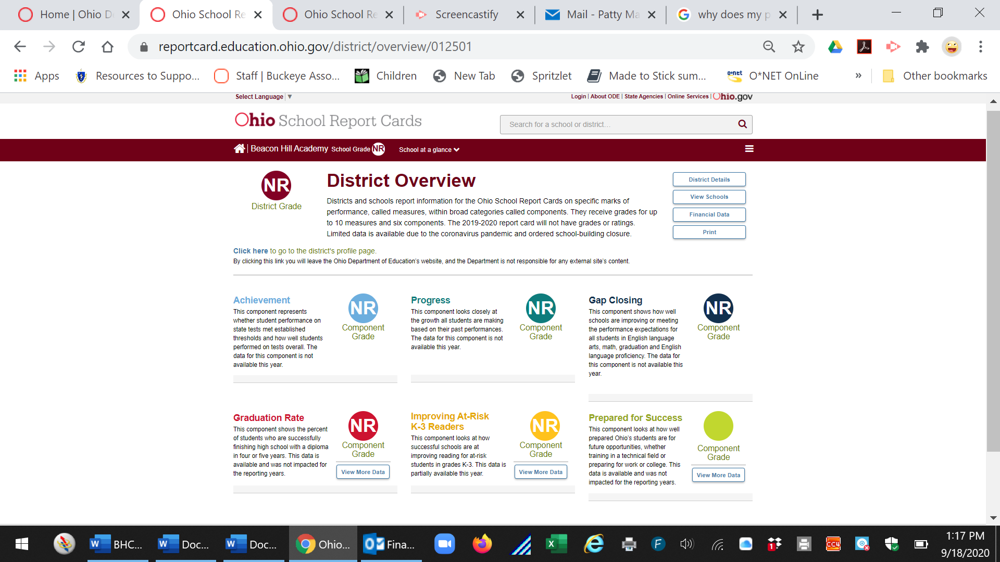 Home | Ohio D
Ohio School Re
Ohio School Re
Screencastify
Mail - Patty Ma
why does my p
reportcard.education.ohio.gov/district/overview/012501
Apps
Resources to Suppo...
Staff | Buckeye Asso...
Children
New Tab
Spritzlet
Made to Stick sum...
O*NET OnLine
»
Other bookmarks
Select Language ▼
Login | About ODE | State Agencies | Online Services | Ohio.gov
Ohio School Report Cards
Search for a school or district...
Beacon Hill Academy School Grade NR
School at a glance
NR
District Grade
District Overview
Districts and schools report information for the Ohio School Report Cards on specific marks of
performance, called measures, within broad categories called components. They receive grades for up
to 10 measures and six components. The 2019-2020 report card will not have grades or ratings.
Limited data is available due to the coronavirus pandemic and ordered school-building closure.
District Details
View Schools
Financial Data
Print
Click here to go to the district's profile page.
By clicking this link you will leave the Ohio Department of Education's website, and the Department is not responsible for any external site's content.
Achievement
This component represents
whether student performance on
state tests met established
thresholds and how well students
performed on tests overall. The
data for this component is not
available this year.
NR
Component
Grade
Progress
This component looks closely at
the growth all students are making
based on their past performances.
The data for this component is not
available this year.
NR
Component
Grade
Gap Closing
This component shows how well
schools are improving or meeting
the performance expectations for
all students in English language
arts, math, graduation and English
language proficiency. The data for
this component is not available this
year.
NR
Component
Grade
Graduation Rate
This component shows the percent
of students who are successfully
finishing high school with a diploma
in four or five years. This data is
available and was not impacted for
the reporting years.
NR
Component
Grade
View More Data
Improving At-Risk
K-3 Readers
This component looks at how
successful schools are at
improving reading for at-risk
students in grades K-3. This data is
partially available this year.
NR
Component
Grade
View More Data
Prepared for Success
This component looks at how well
prepared Ohio's students are for
future opportunities, whether
training in a technical field or
preparing for work or college. This
data is available and was not
impacted for the reporting years.
Component
Grade
View More Data
BHC...
Doc...
Doc...
Ohio...
Fina...
1:17 PM
9/18/2020